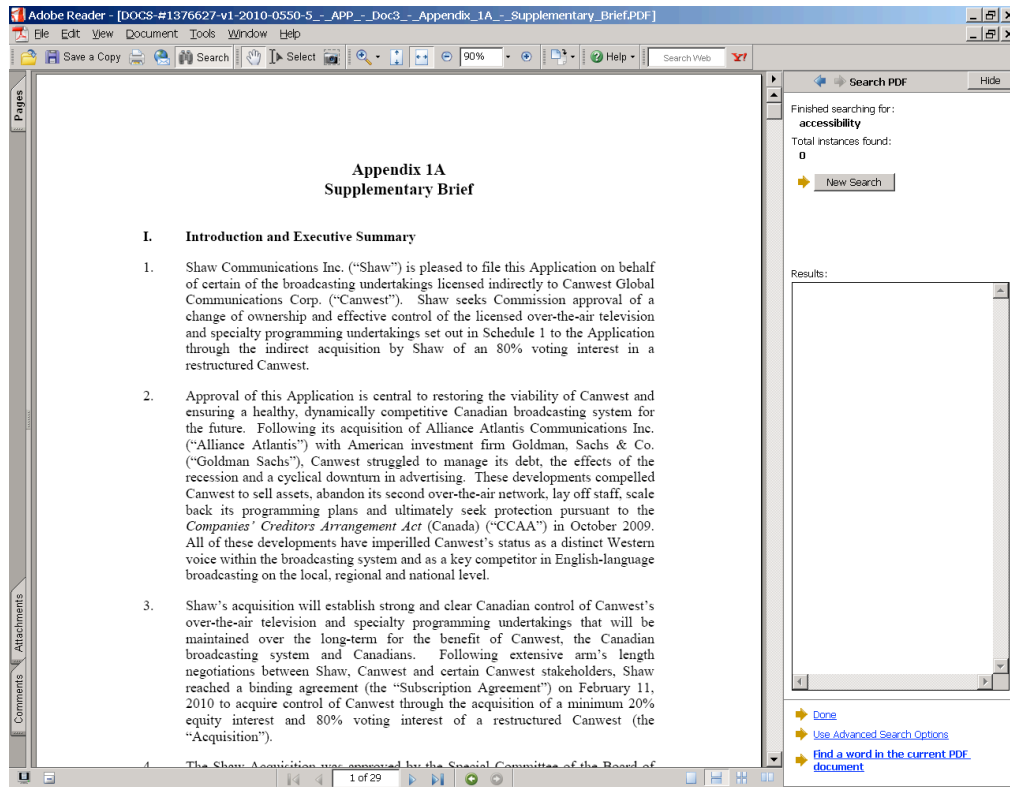 Adobe Reader - [DOCS-#1376627-v1-2010-0550-5_-_APP_-_Doc3_-_Appendix_1A_-_Supplementary_Brief.PDF]
File Edit View Document Tools Window Help
Save a Copy Search Select 90% Help Search Web Y!
Pages
Attachments
Comments
Appendix 1A
Supplementary Brief
I. Introduction and Executive Summary
1. Shaw Communications Inc. (“Shaw”) is pleased to file this Application on behalf
of certain of the broadcasting undertakings licensed indirectly to Canwest Global
Communications Corp. (“Canwest”). Shaw seeks Commission approval of a
change of ownership and effective control of the licensed over-the-air television
and specialty programming undertakings set out in Schedule 1 to the Application
through the indirect acquisition by Shaw of an 80% voting interest in a
restructured Canwest.
2. Approval of this Application is central to restoring the viability of Canwest and
ensuring a healthy, dynamically competitive Canadian broadcasting system for
the future. Following its acquisition of Alliance Atlantis Communications Inc.
(“Alliance Atlantis”) with American investment firm Goldman, Sachs & Co.
(“Goldman Sachs”), Canwest struggled to manage its debt, the effects of the
recession and a cyclical downturn in advertising. These developments compelled
Canwest to sell assets, abandon its second over-the-air network, lay off staff, scale
back its programming plans and ultimately seek protection pursuant to the
Companies’ Creditors Arrangement Act (Canada) (“CCAA”) in October 2009.
All of these developments have imperilled Canwest’s status as a distinct Western
voice within the broadcasting system and as a key competitor in English-language
broadcasting on the local, regional and national level.
3. Shaw’s acquisition will establish strong and clear Canadian control of Canwest’s
over-the-air television and specialty programming undertakings that will be
maintained over the long-term for the benefit of Canwest, the Canadian
broadcasting system and Canadians. Following extensive arm’s length
negotiations between Shaw, Canwest and certain Canwest stakeholders, Shaw
reached a binding agreement (the “Subscription Agreement”) on February 11,
2010 to acquire control of Canwest through the acquisition of a minimum 20%
equity interest and 80% voting interest of a restructured Canwest (the
“Acquisition”).
4. The Shaw Acquisition was approved by the Special Committee of the Board of
1 of 29
Search PDF Hide
Finished searching for:
accessibility
Total instances found:
0
New Search
Results:
Done
Use Advanced Search Options
Find a word in the current PDF
document